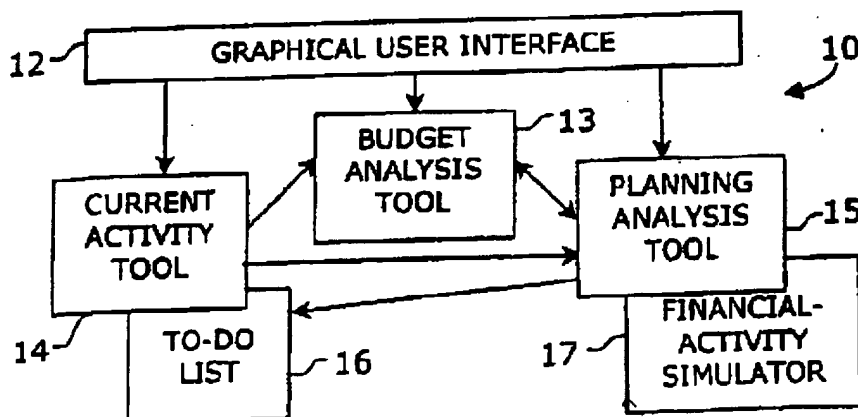 GRAPHICAL USER INTERFACE
12
10
13
BUDGET
ANALYSIS
TOOL
CURRENT
ACTIVITY
TOOL
PLANNING
ANALYSIS
TOOL
15
14
TO-DO
LIST
16
17
FINANCIAL-
ACTIVITY
SIMULATOR